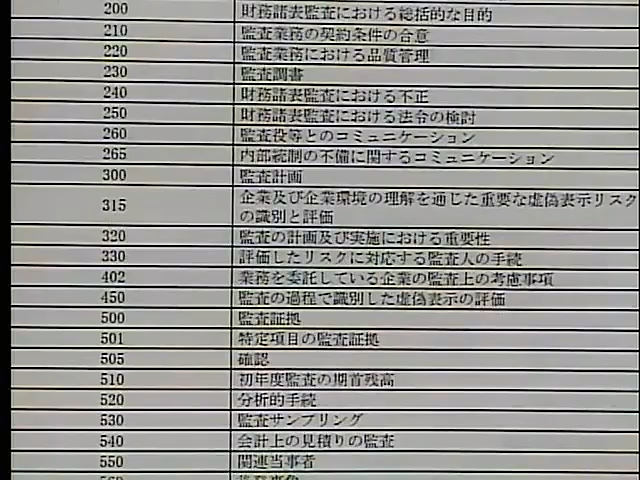 200 財務諸表監査における総括的な目的
210 監査業務の契約条件の合意
220 監査業務における品質管理
230 監査調書
240 財務諸表監査における不正
250 財務諸表監査における法令の検討
260 監査役等とのコミュニケーション
265 内部統制の不備に関するコミュニケーション
300 監査計画
315 企業及び企業環境の理解を通じた重要な虚偽表示リスク
の識別と評価
320 監査の計画及び実施における重要性
330 評価したリスクに対応する監査人の手続
402 業務を委託している企業の監査上の考慮事項
450 監査の過程で識別した虚偽表示の評価
500 監査証拠
501 特定項目の監査証拠
505 確認
510 初年度監査の期首残高
520 分析的手続
530 監査サンプリング
540 会計上の見積りの監査
550 関連当事者